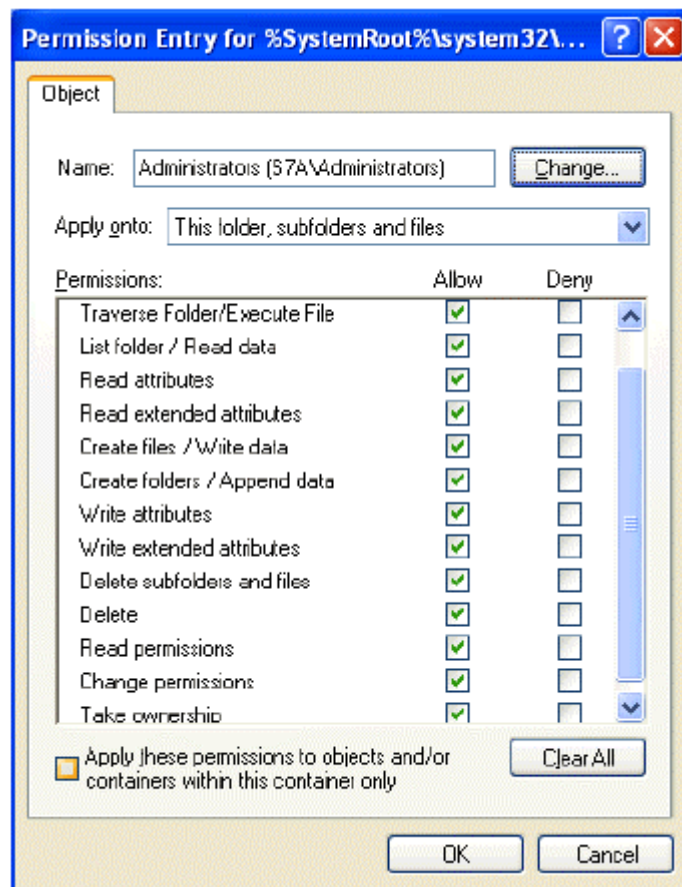 Permission Entry for %SystemRoot%\system32\...
Object
Name: Administrators (S7A\Administrators) Change...
Apply onto: This folder, subfolders and files
Permissions: Allow Deny
Traverse Folder/Execute File
List folder / Read data
Read attributes
Read extended attributes
Create files / Write data
Create folders / Append data
Write attributes
Write extended attributes
Delete subfolders and files
Delete
Read permissions
Change permissions
Take ownership
Apply these permissions to objects and/or
containers within this container only
Clear All
OK Cancel